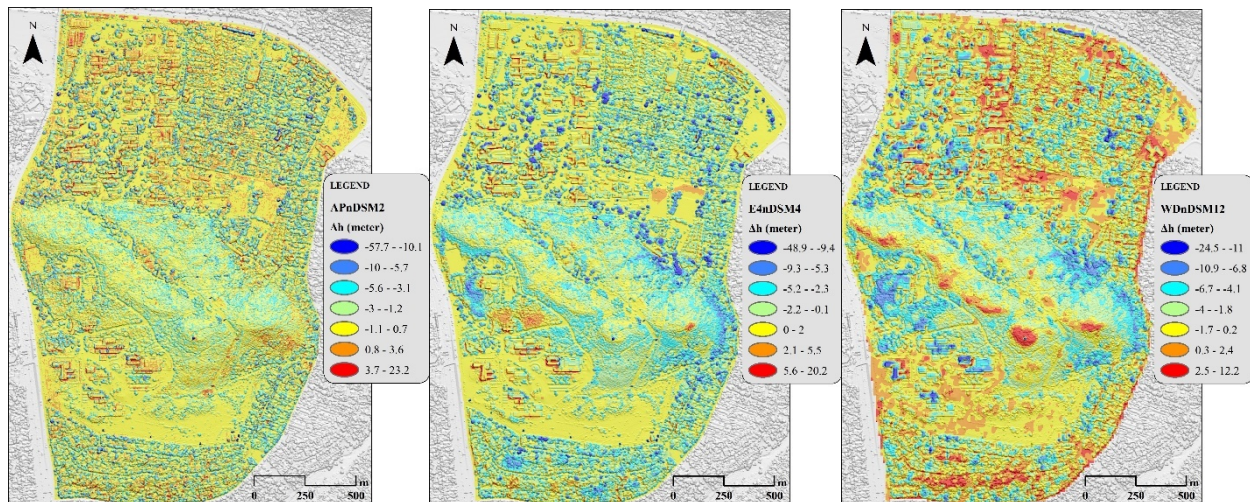 N
LEGEND
APnDSM2
Δh (meter)
-57.7 - -10.1
-10 - -5.7
-5.6 - -3.1
-3 - -1.2
-1.1 - 0.7
0.8 - 3.6
3.7 - 23.2
0 250 500 m
N
LEGEND
E4nDSM4
Δh (meter)
-48.9 - -9.4
-9.3 - -5.3
-5.2 - -2.3
-2.2 - -0.1
0 - 2
2.1 - 5.5
5.6 - 20.2
0 250 500 m
N
LEGEND
WDnDSM12
Δh (meter)
-24.5 - -11
-10.9 - -6.8
-6.7 - -4.1
-4 - -1.8
-1.7 - 0.2
0.3 - 2.4
2.5 - 12.2
0 250 500 m